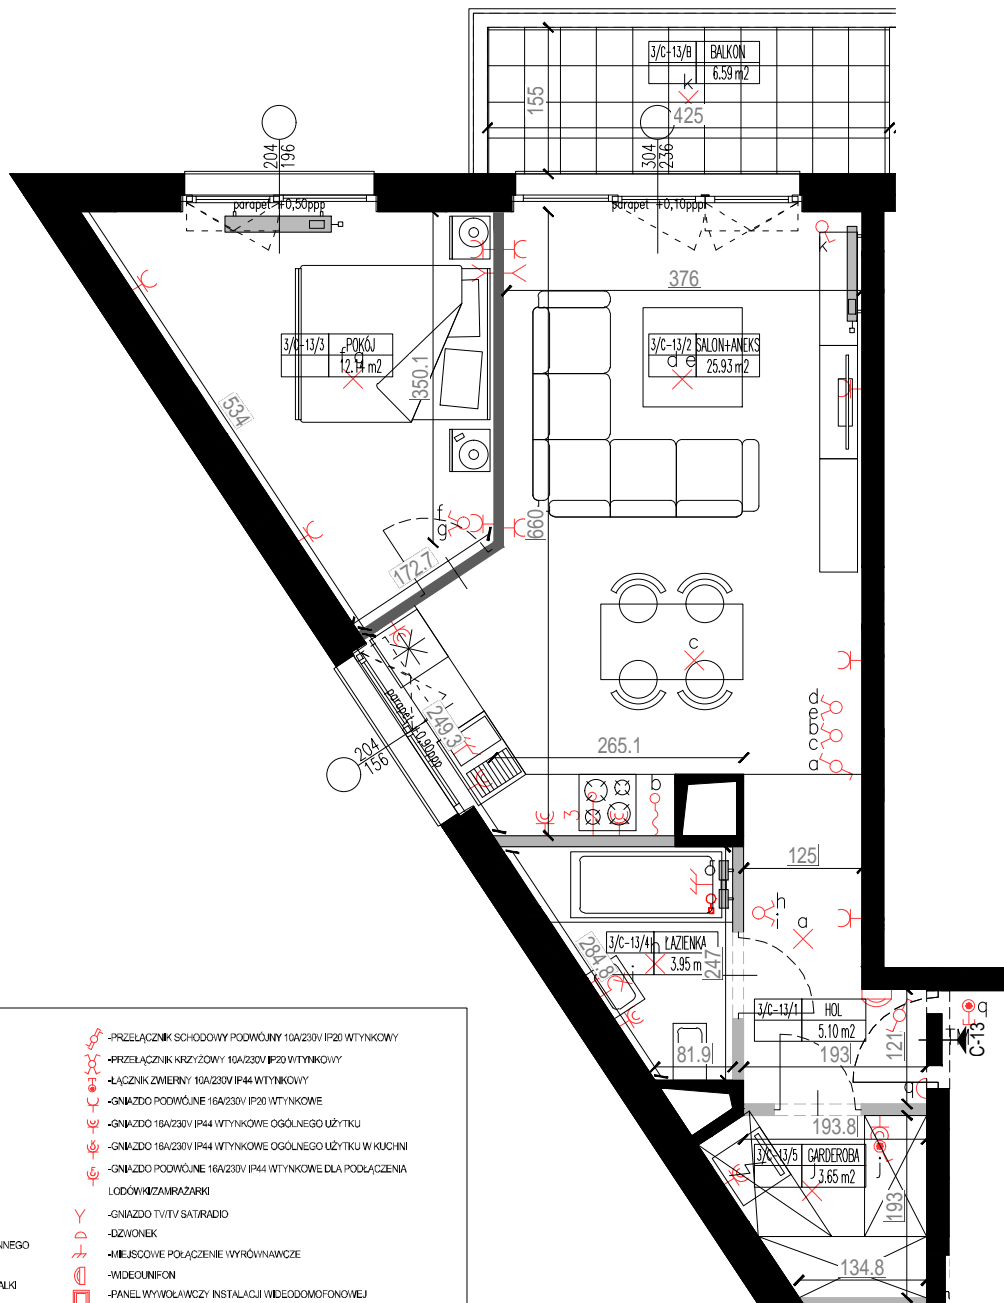 3/C-13/B BALKON
6.59 m2
k
155
425
204
196
304
236
parapet +0,50ppp
parapet +0,10ppp
376
3/C-13/3 POKÓJ
12.14 m2
f g
350.1
3/C-13/2 SALON+ANEKS
25.93 m2
d e
534
660
f
g
172.7
c
parapet +0,90ppp
249.3
204
156
265.1
d
e
b
c
a
b
125
h
i
a
3/C-13/4 ŁAZIENKA
3.95 m
h
i
284.8
247
3/C-13/1 HOL
5.10 m2
81.9
193
121
q
C-13
q
193.8
3/C-13/5 GARDEROBA
3.65 m2
j
j
193
134.8
-PRZEŁĄCZNIK SCHODOWY PODWÓJNY 10A/230V IP20 WTYNKOWY
-PRZEŁĄCZNIK KRZYŻOWY 10A/230V IP20 WTYNKOWY
-ŁĄCZNIK ZWIERNY 10A/230V IP44 WTYNKOWY
-GNIAZDO PODWÓJNE 16A/230V IP20 WTYNKOWE
-GNIAZDO 16A/230V IP44 WTYNKOWE OGÓLNEGO UŻYTKU
-GNIAZDO 16A/230V IP44 WTYNKOWE OGÓLNEGO UŻYTKU W KUCHNI
-GNIAZDO PODWÓJNE 16A/230V IP44 WTYNKOWE DLA PODŁĄCZENIA
LODÓWKI/ZAMRAŻARKI
-GNIAZDO TV/TV SAT/RADIO
-DZWONEK
NNEGO
-MIEJSCOWE POŁĄCZENIE WYRÓWNAWCZE
-WIDEOUNIFON
ALKI
-PANEL WYWOŁAWCZY INSTALACJI WIDEODOMOFONOWEJ